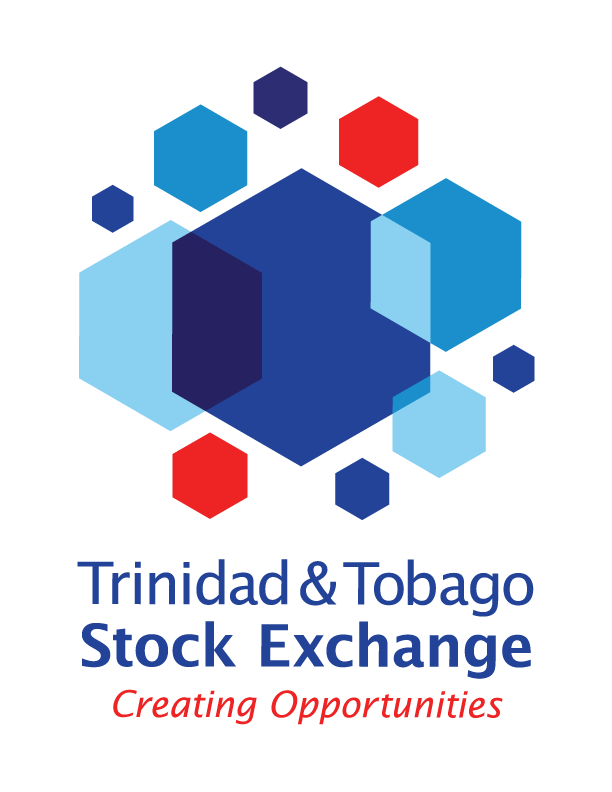 Trinidad & Tobago
Stock Exchange
Creating Opportunities